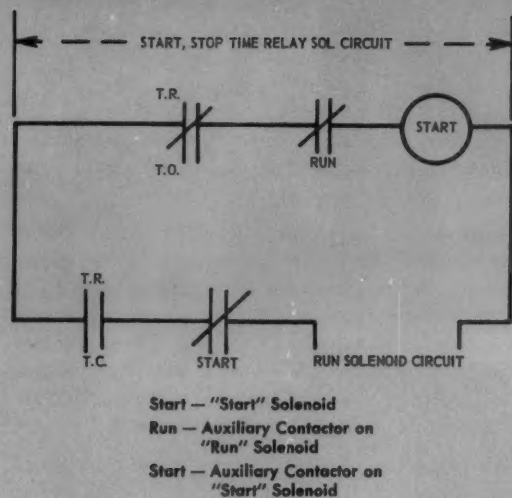 START, STOP TIME RELAY SOL CIRCUIT
T.R.
T.O.
RUN
START
T.R.
T.C.
START
RUN SOLENOID CIRCUIT
Start — "Start" Solenoid
Run — Auxiliary Contactor on
"Run" Solenoid
Start — Auxiliary Contactor on
"Start" Solenoid